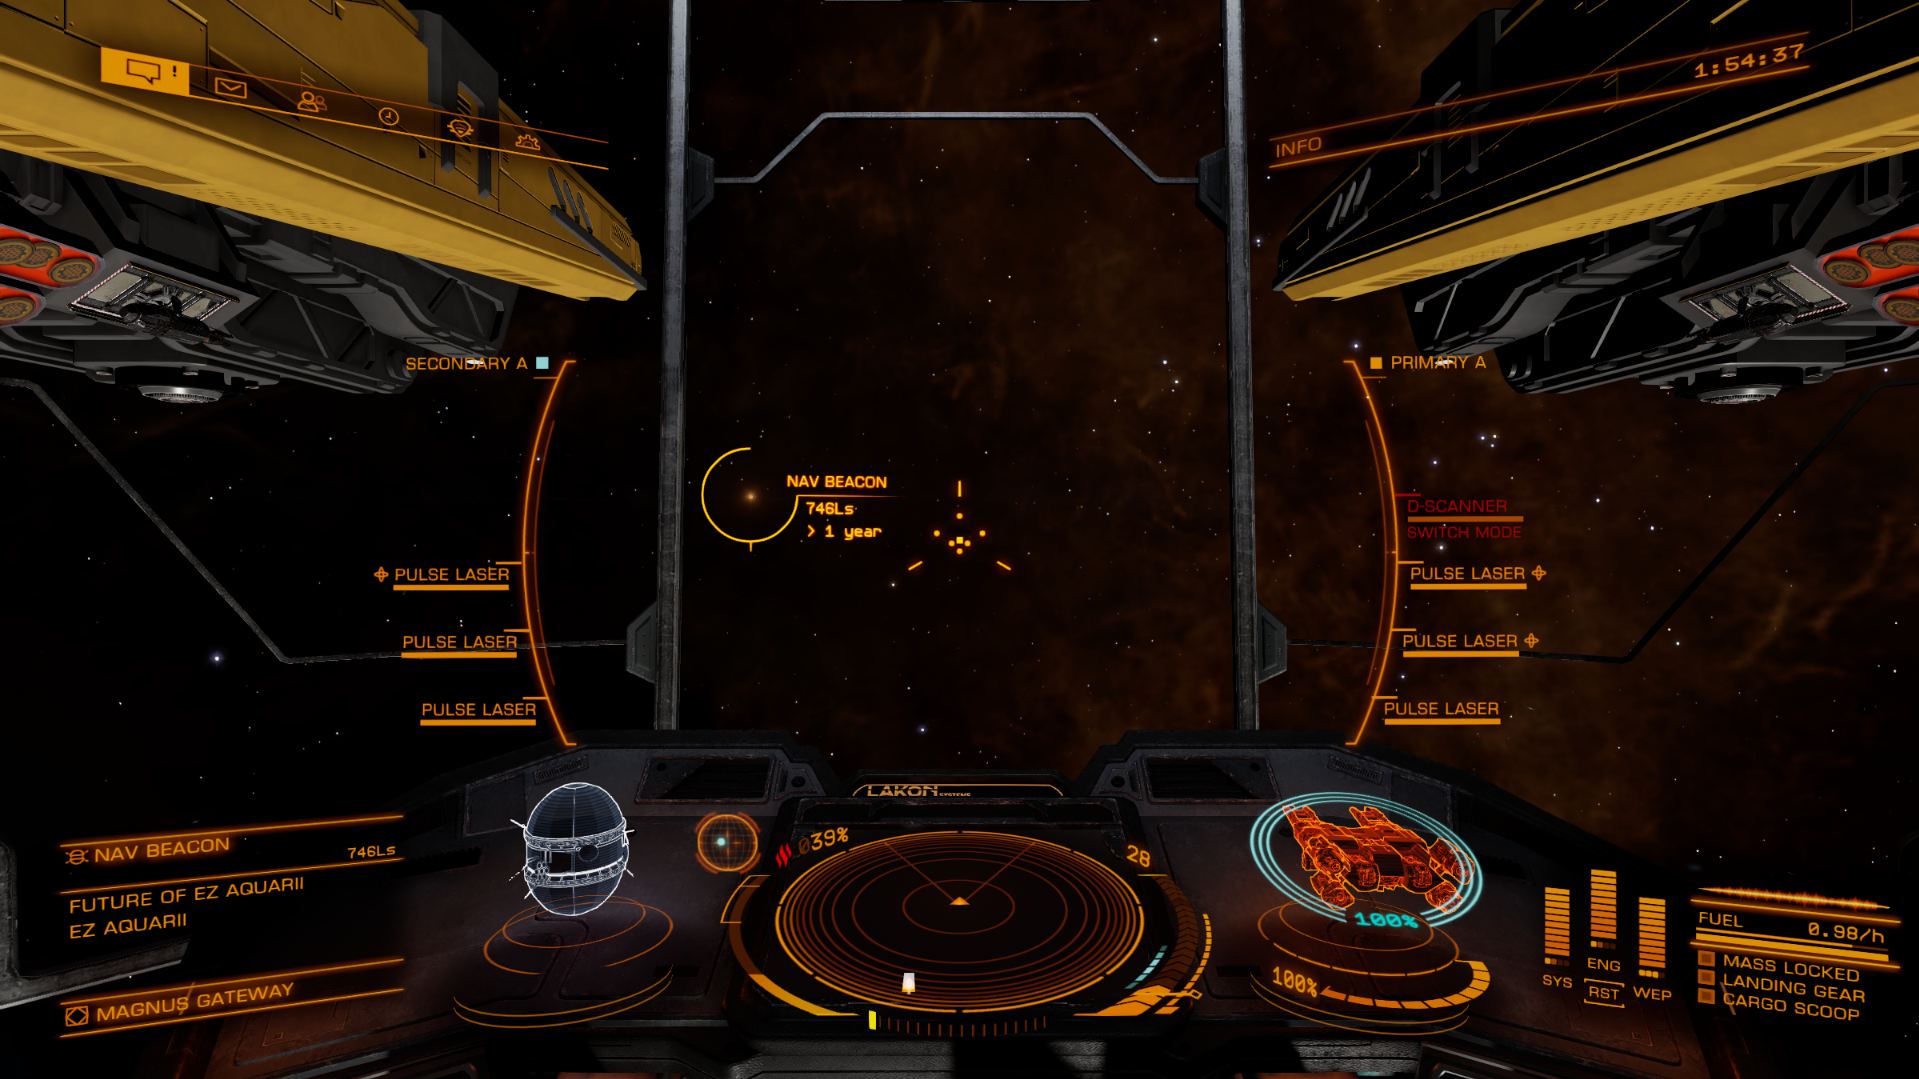 1:54:37
INFO
SECONDARY A
PRIMARY A
NAV BEACON
746Ls
> 1 year
D-SCANNER
SWITCH MODE
PULSE LASER
PULSE LASER
PULSE LASER
PULSE LASER
PULSE LASER
PULSE LASER
LAKON SYSTEMS
NAV BEACON
746Ls
FUTURE OF EZ AQUARII
EZ AQUARII
MAGNUS GATEWAY
039%
28
100%
100%
SYS
ENG
RST
WEP
FUEL
0.98/h
MASS LOCKED
LANDING GEAR
CARGO SCOOP